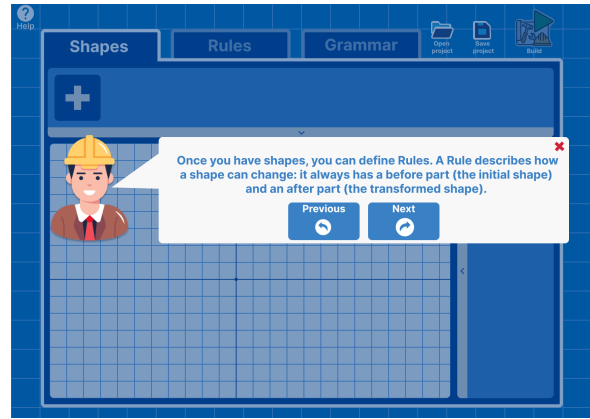 Help
Shapes
Rules
Grammar
Open
project
Save
project
Build
Once you have shapes, you can define Rules. A Rule describes how
a shape can change: it always has a before part (the initial shape)
and an after part (the transformed shape).
Previous
Next